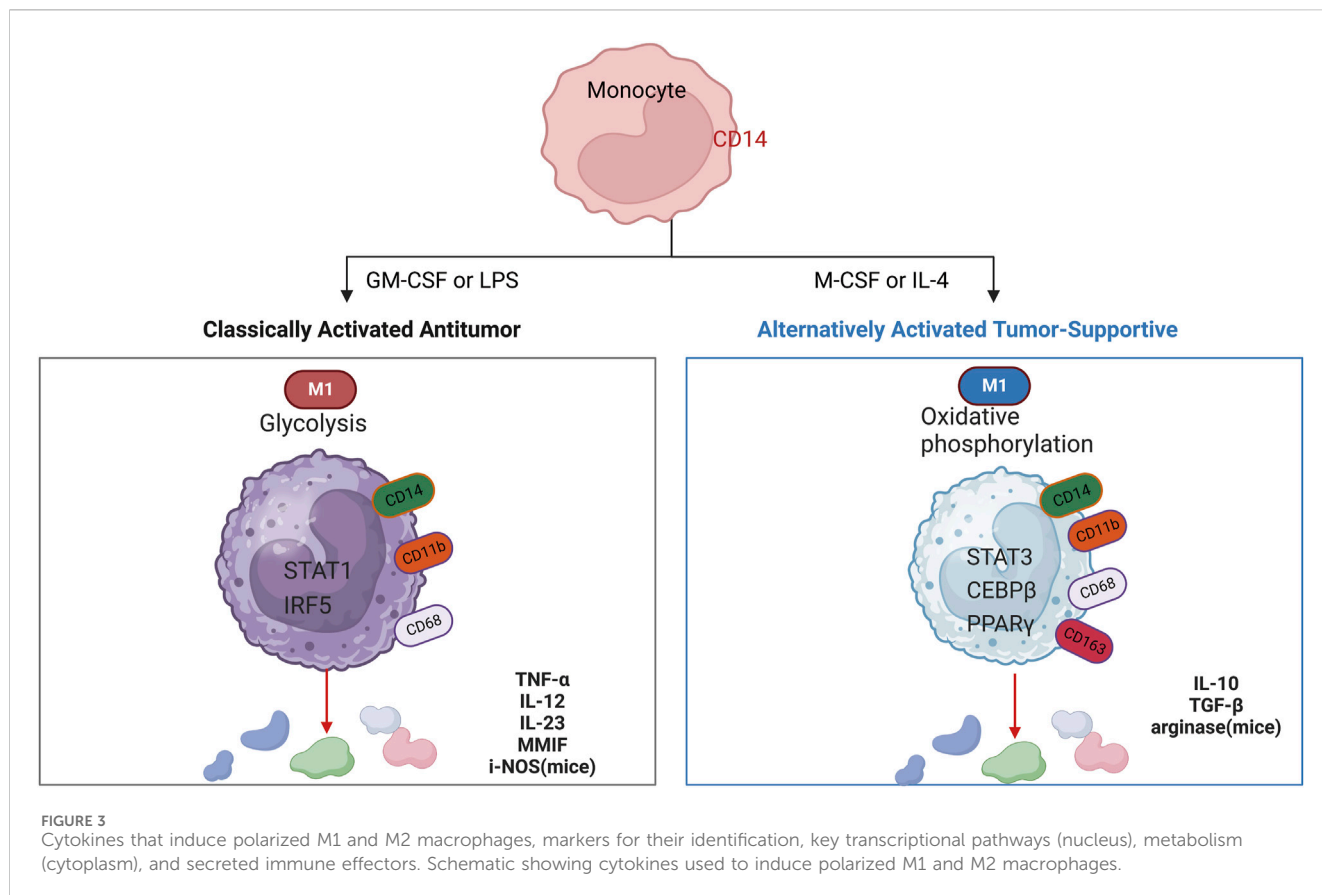 Monocyte
CD14
GM-CSF or LPS
M-CSF or IL-4
Classically Activated Antitumor
Alternatively Activated Tumor-Supportive
M1
Glycolysis
CD14
CD11b
CD68
STAT1
IRF5
TNF-α
IL-12
IL-23
MMIF
i-NOS(mice)
M1
Oxidative
phosphorylation
CD14
CD11b
CD68
CD163
STAT3
CEBPβ
PPARγ
IL-10
TGF-β
arginase(mice)
FIGURE 3
Cytokines that induce polarized M1 and M2 macrophages, markers for their identification, key transcriptional pathways (nucleus), metabolism
(cytoplasm), and secreted immune effectors. Schematic showing cytokines used to induce polarized M1 and M2 macrophages.